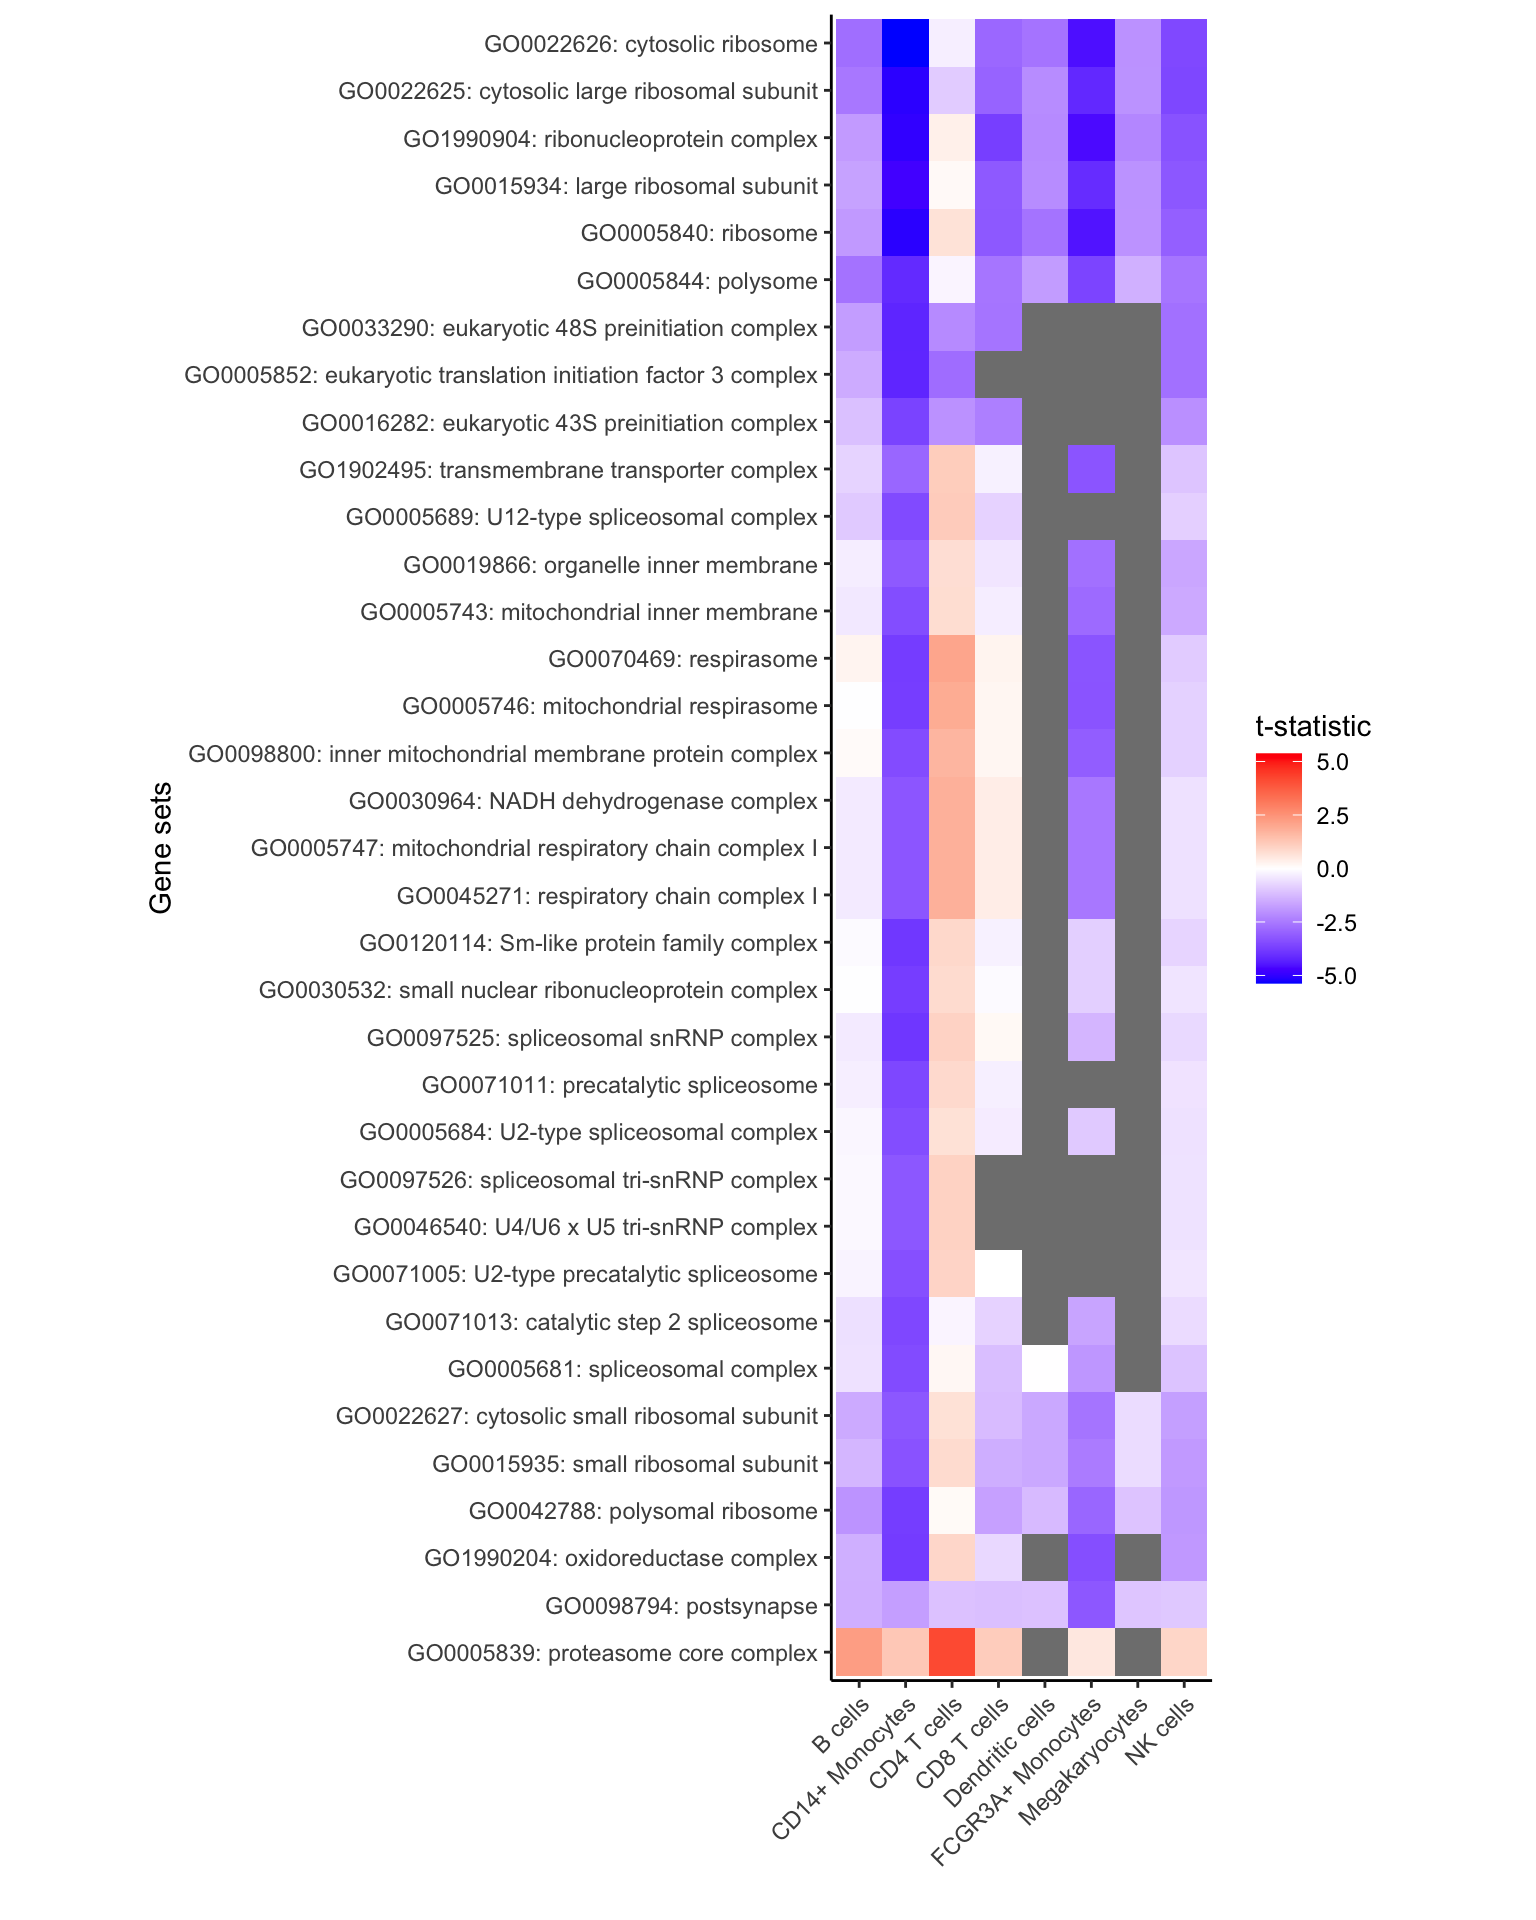 GO0022626: cytosolic ribosome
GO0022625: cytosolic large ribosomal subunit
GO1990904: ribonucleoprotein complex
GO0015934: large ribosomal subunit
GO0005840: ribosome
GO0005844: polysome
GO0033290: eukaryotic 48S preinitiation complex
GO0005852: eukaryotic translation initiation factor 3 complex
GO0016282: eukaryotic 43S preinitiation complex
GO1902495: transmembrane transporter complex
GO0005689: U12-type spliceosomal complex
GO0019866: organelle inner membrane
GO0005743: mitochondrial inner membrane
GO0070469: respirasome
GO0005746: mitochondrial respirasome
GO0098800: inner mitochondrial membrane protein complex
GO0030964: NADH dehydrogenase complex
GO0005747: mitochondrial respiratory chain complex I
GO0045271: respiratory chain complex I
GO0120114: Sm-like protein family complex
GO0030532: small nuclear ribonucleoprotein complex
GO0097525: spliceosomal snRNP complex
GO0071011: precatalytic spliceosome
GO0005684: U2-type spliceosomal complex
GO0097526: spliceosomal tri-snRNP complex
GO0046540: U4/U6 x U5 tri-snRNP complex
GO0071005: U2-type precatalytic spliceosome
GO0071013: catalytic step 2 spliceosome
GO0005681: spliceosomal complex
GO0022627: cytosolic small ribosomal subunit
GO0015935: small ribosomal subunit
GO0042788: polysomal ribosome
GO1990204: oxidoreductase complex
GO0098794: postsynapse
GO0005839: proteasome core complex
Gene sets
B cells
CD14+ Monocytes
CD4 T cells
CD8 T cells
Dendritic cells
FCGR3A+ Monocytes
Megakaryocytes
NK cells
t-statistic
5.0
2.5
0.0
-2.5
-5.0